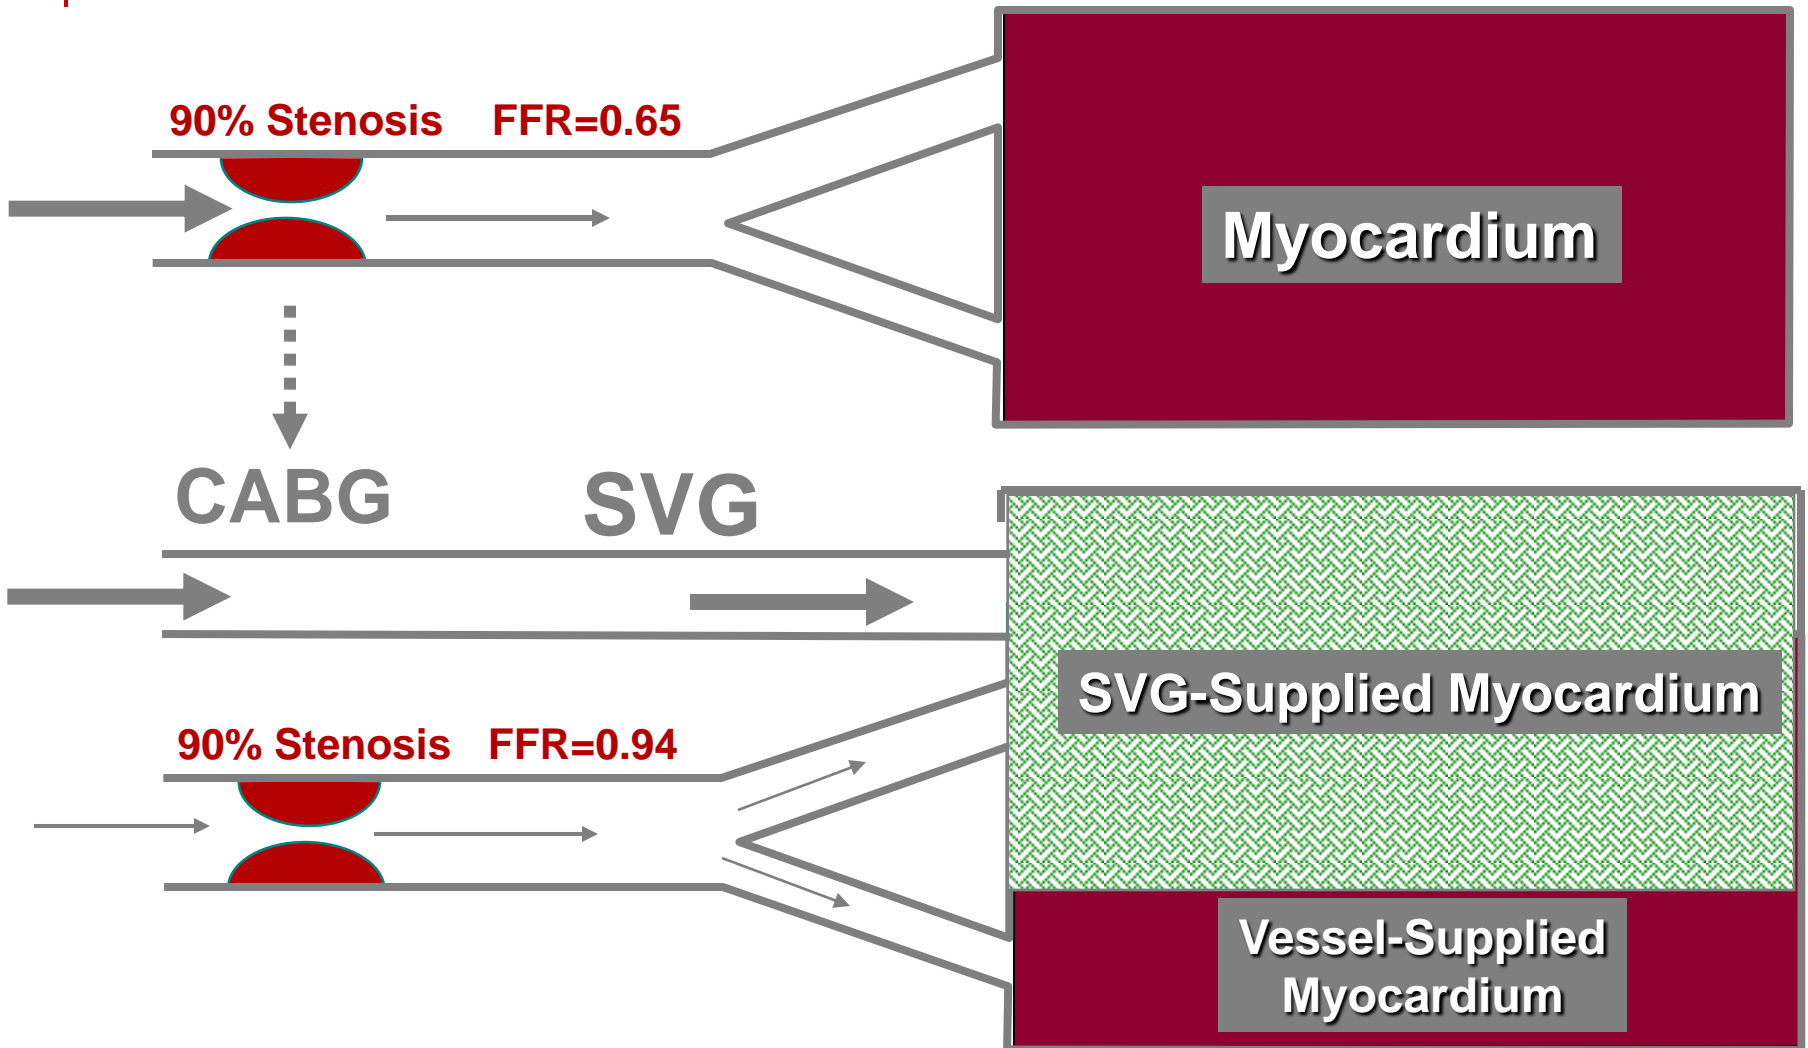 90% Stenosis FFR=0.65
Myocardium
CABG SVG
SVG-Supplied Myocardium
90% Stenosis FFR=0.94
Vessel-Supplied
Myocardium